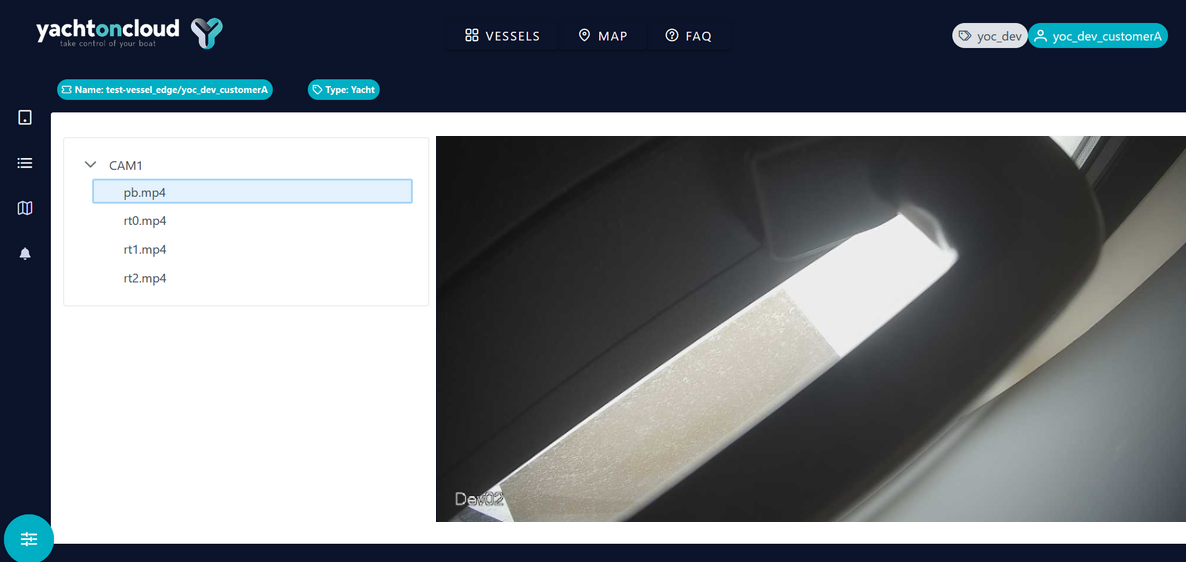 yachtoncloud
take control of your boat
VESSELS
MAP
FAQ
yoc_dev
yoc_dev_customerA
Name: test-vessel_edge/yoc_dev_customerA
Type: Yacht
CAM1
pb.mp4
rt0.mp4
rt1.mp4
rt2.mp4
Dev02